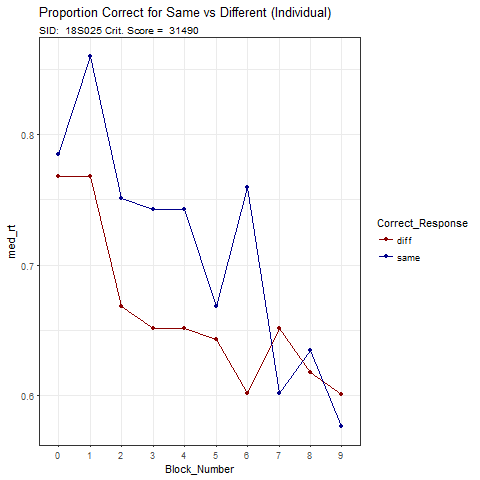 Proportion Correct for Same vs Different (Individual)
SID:  18S025 Crit. Score =  31490
med_rt
0.8
0.7
0.6
0 1 2 3 4 5 6 7 8 9
Block_Number
Correct_Response
diff
same